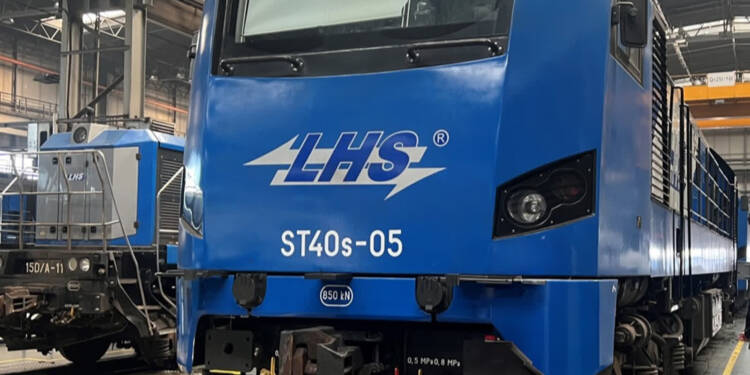 LHS ®
ST40s-05
850 kN
0,5 MPa 0,8 MPa
LHS
15D/A-11